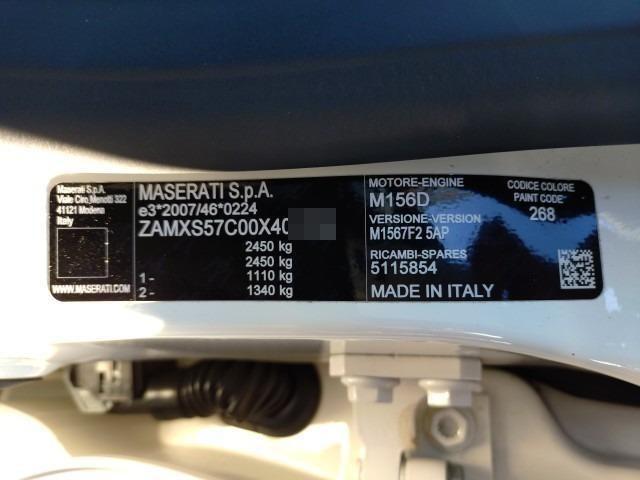 Maserati S.p.A.
Viale Ciro Menotti 322
41121 Modena
Italy
WWW.MASERATI.COM
MASERATI S.p.A.
e3*2007/46*0224
ZAMXS57C00X40
2450 kg
2450 kg
1- 1110 kg
2- 1340 kg
MOTORE-ENGINE
M156D
VERSIONE-VERSION
M1567F2 5AP
RICAMBI-SPARES
5115854
MADE IN ITALY
CODICE COLORE
PAINT CODE
268